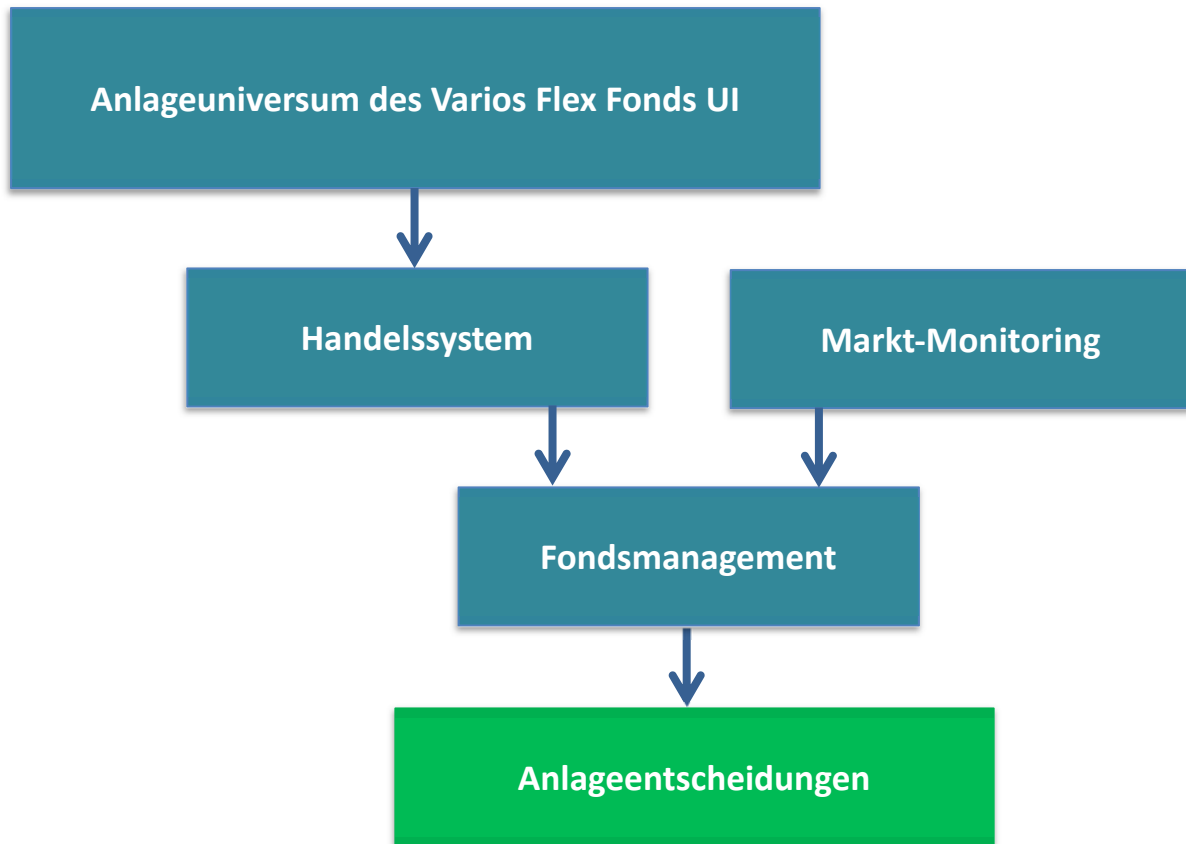 Anlageuniversum des Varios Flex Fonds UI
Handelssystem
Markt-Monitoring
Fondsmanagement
Anlageentscheidungen